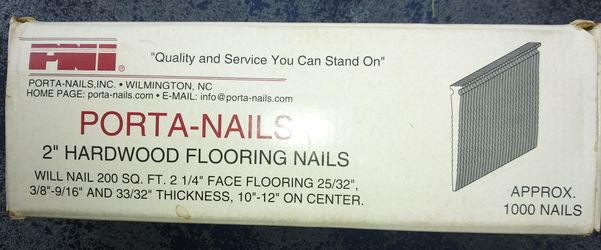 PNI ®
"Quality and Service You Can Stand On"
PORTA-NAILS, INC. • WILMINGTON, NC
HOME PAGE: porta-nails.com • E-MAIL: info@porta-nails.com
PORTA-NAILS
2" HARDWOOD FLOORING NAILS
WILL NAIL 200 SQ. FT. 2 1/4" FACE FLOORING 25/32",
3/8"-9/16" AND 33/32" THICKNESS, 10"-12" ON CENTER.
APPROX.
1000 NAILS